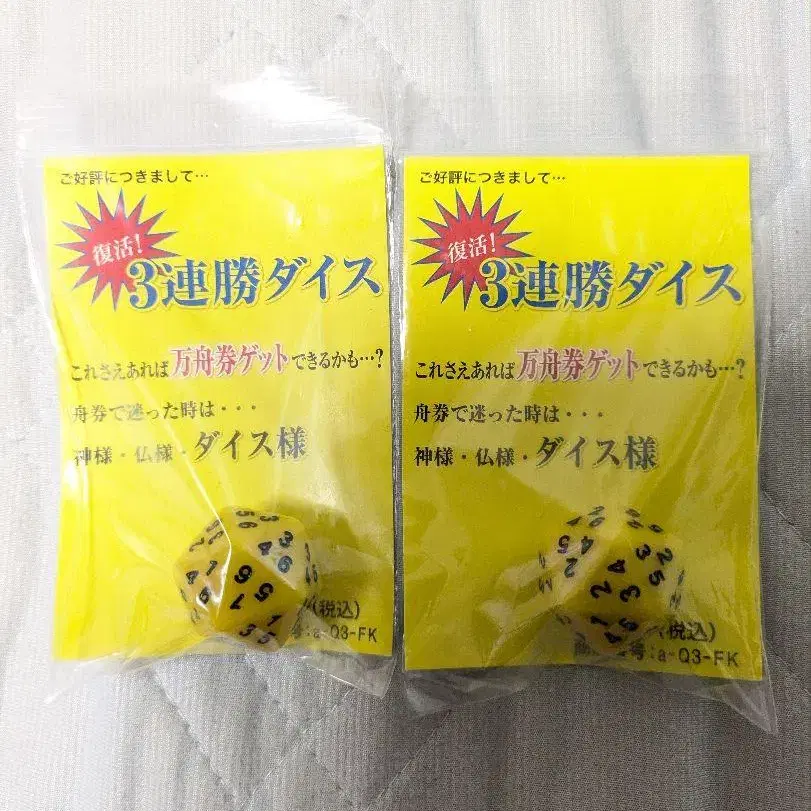 ご好評につきまして…
復活!
3連勝ダイス
これさえあれば万舟券ゲットできるかも…?
舟券で迷った時は・・・
神様・仏様・ダイス様
(税込)
号:a-Q3-FK
ご好評につきまして…
復活!
3連勝ダイス
これさえあれば万舟券ゲットできるかも…?
舟券で迷った時は・・・
神様・仏様・ダイス様
(税込)
号:a-Q3-FK